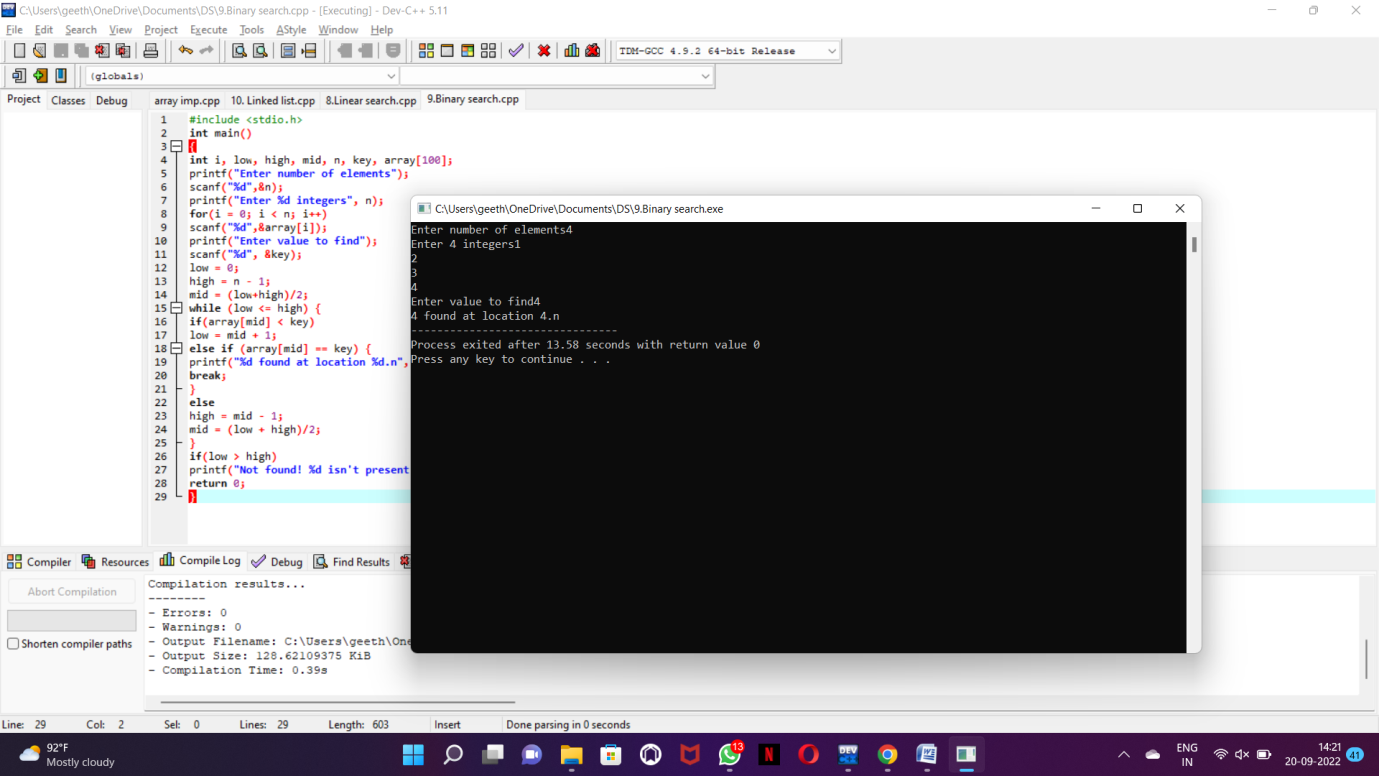 C:\Users\geeth\OneDrive\Documents\DS\9.Binary search.cpp - [Executing] - Dev-C++ 5.11
File Edit Search View Project Execute Tools AStyle Window Help
TDM-GCC 4.9.2 64-bit Release
(globals)
Project Classes Debug
array imp.cpp 10. Linked list.cpp 8.Linear search.cpp 9.Binary search.cpp
1 #include <stdio.h>
2 int main()
3 {
4 int i, low, high, mid, n, key, array[100];
5 printf("Enter number of elements");
6 scanf("%d",&n);
7 printf("Enter %d integers", n);
8 for(i = 0; i < n; i++)
9 scanf("%d",&array[i]);
10 printf("Enter value to find");
11 scanf("%d", &key);
12 low = 0;
13 high = n - 1;
14 mid = (low+high)/2;
15 while (low <= high) {
16 if(array[mid] < key)
17 low = mid + 1;
18 else if (array[mid] == key) {
19 printf("%d found at location %d.n",
20 break;
21 }
22 else
23 high = mid - 1;
24 mid = (low + high)/2;
25 }
26 if(low > high)
27 printf("Not found! %d isn't present
28 return 0;
29 }
C:\Users\geeth\OneDrive\Documents\DS\9.Binary search.exe
Enter number of elements4
Enter 4 integers1
2
3
4
Enter value to find4
4 found at location 4.n
--------------------------------
Process exited after 13.58 seconds with return value 0
Press any key to continue . . .
Compiler Resources Compile Log Debug Find Results
Abort Compilation
Shorten compiler paths
Compilation results...
--------
- Errors: 0
- Warnings: 0
- Output Filename: C:\Users\geeth\One
- Output Size: 128.62109375 KiB
- Compilation Time: 0.39s
Line: 29 Col: 2 Sel: 0 Lines: 29 Length: 603 Insert Done parsing in 0 seconds
92°F
Mostly cloudy
13
N
DEV
ENG
IN
14:21
20-09-2022
41